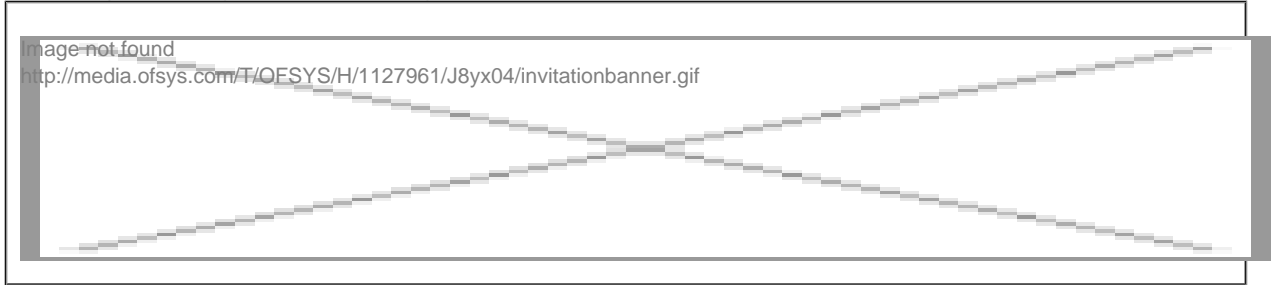 Image not found
http://media.ofsys.com/T/OFSYS/H/1127961/J8yx04/invitationbanner.gif